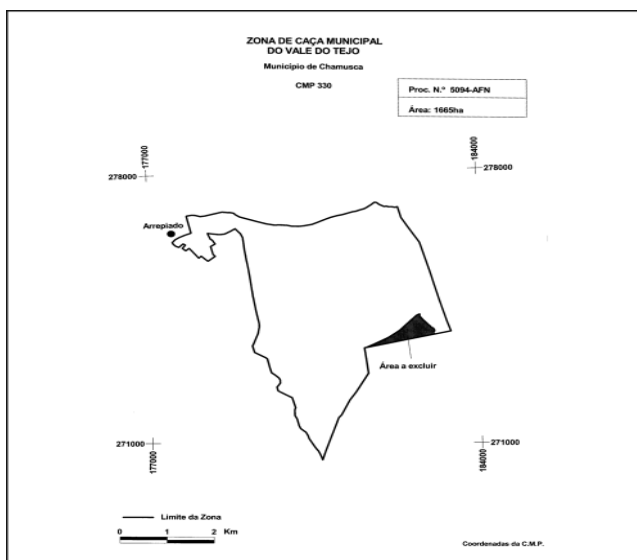 ZONA DE CAÇA MUNICIPAL
DO VALE DO TEJO
Município de Chamusca
CMP 330
Proc. N.º 5094-AFN
Área: 1665ha
177000
184000
278000
278000
Arrepiado
Área a excluir
271000
271000
177000
184000
Limite da Zona
0 1 2 Km
Coordenadas da C.M.P.